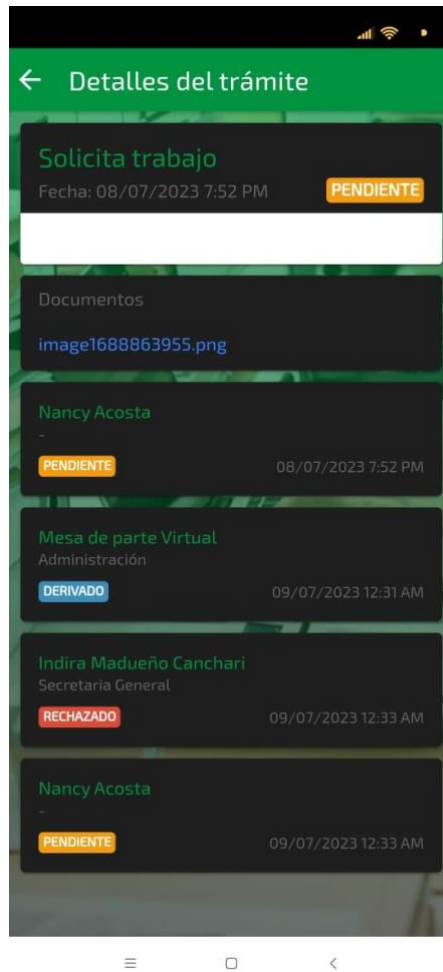 Detalles del trámite
Solicita trabajo
Fecha: 08/07/2023 7:52 PM PENDIENTE
Documentos
image1688863955.png
Nancy Acosta
-
PENDIENTE 08/07/2023 7:52 PM
Mesa de parte Virtual
Administración
DERIVADO 09/07/2023 12:31 AM
Indira Madueño Canchari
Secretaria General
RECHAZADO 09/07/2023 12:33 AM
Nancy Acosta
-
PENDIENTE 09/07/2023 12:33 AM